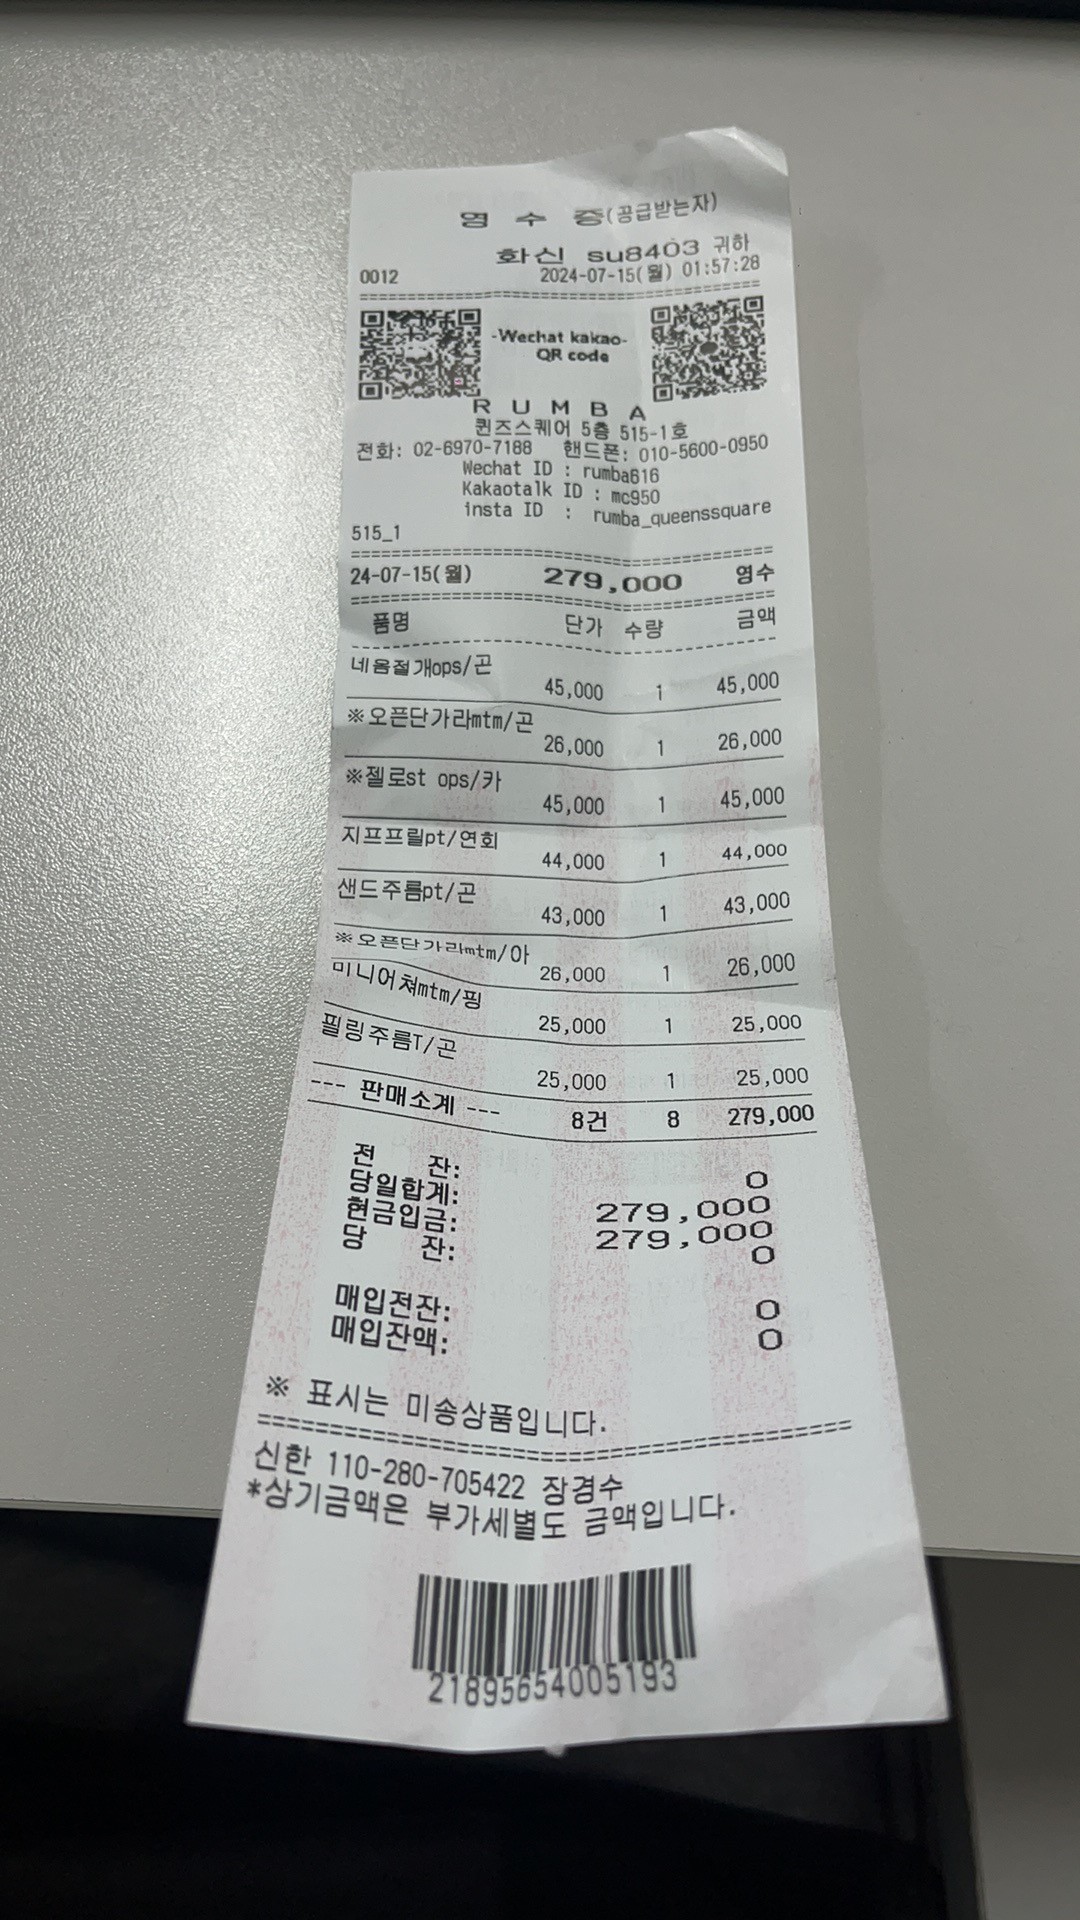 영 수 증(공급받는자)
화신 su8403 귀하
0012 2024-07-15(월) 01:57:28
-Wechat kakao-
QR code
R U M B A
퀸즈스퀘어 5층 515-1호
전화: 02-6970-7188 핸드폰: 010-5600-0950
Wechat ID : rumba616
Kakaotalk ID : mc950
insta ID : rumba_queenssquare
515_1
24-07-15(월) 279,000 영수
품명 단가 수량 금액
네음절개ops/곤
45,000 1 45,000
※오픈단가라mtm/곤
26,000 1 26,000
※젤로st ops/카
45,000 1 45,000
지프프릴pt/연회
44,000 1 44,000
샌드주름pt/곤
43,000 1 43,000
※오픈단가라mtm/아
26,000 1 26,000
미니어쳐mtm/핑
25,000 1 25,000
필링주름T/곤
25,000 1 25,000
--- 판매소계 --- 8건 8 279,000
전 잔: 0
당일합계: 279,000
현금입금: 279,000
당 잔: 0
매입전잔: 0
매입잔액: 0
※ 표시는 미송상품입니다.
신한 110-280-705422 장경수
*상기금액은 부가세별도 금액입니다.
21895654005193